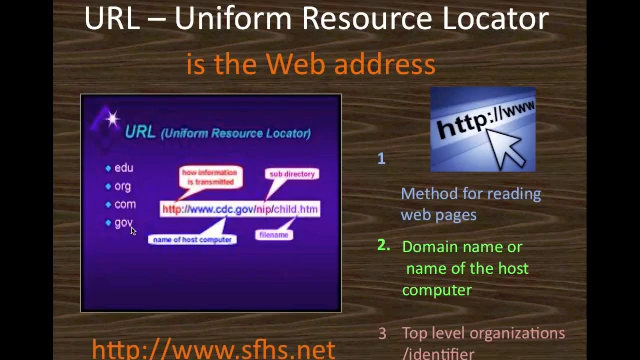 URL – Uniform Resource Locator
is the Web address
URL (Uniform Resource Locator)
edu
org
com
gov
how information
is transmitted
sub directory
http://www.cdc.gov/nip/child.htm
name of host computer
filename
http://www
1
Method for reading
web pages
2. Domain name or
name of the host
computer
3 Top level organizations
/identifier
http://www.sfhs.net